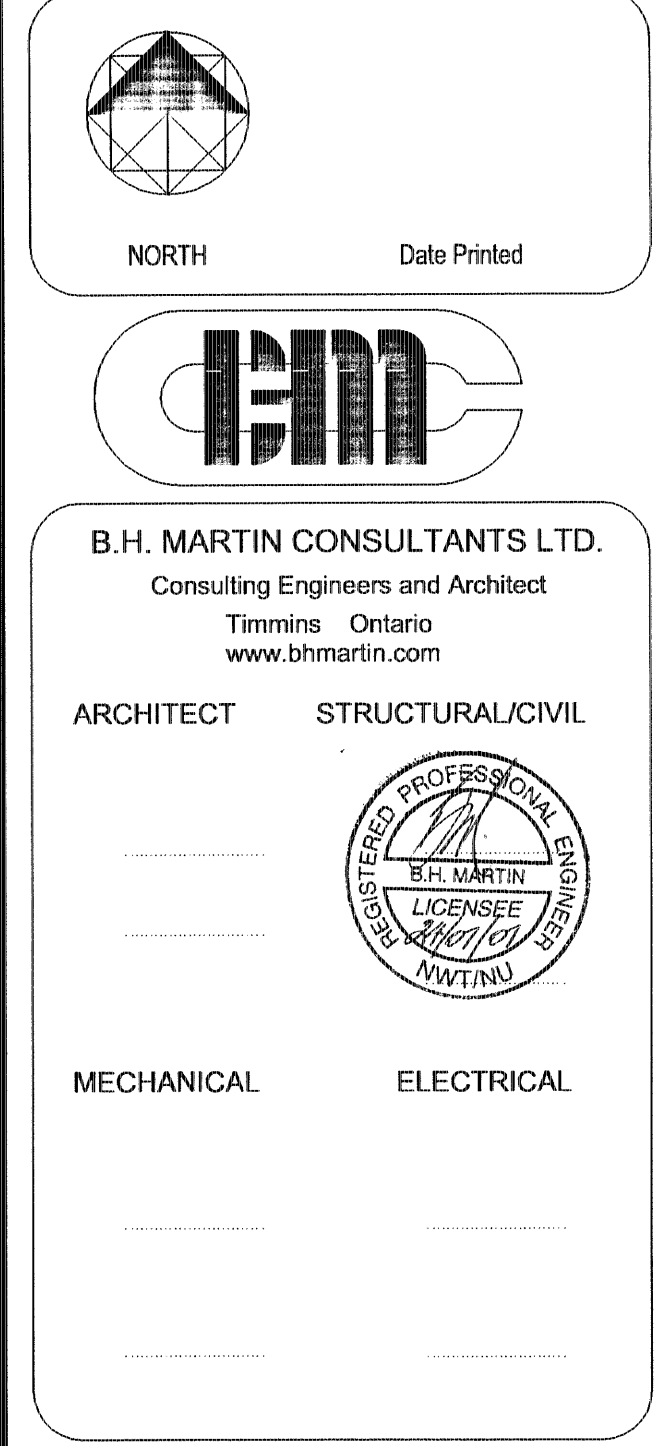 NORTH Date Printed
B.H. MARTIN CONSULTANTS LTD.
Consulting Engineers and Architect
Timmins Ontario
www.bhmartin.com
ARCHITECT STRUCTURAL/CIVIL
REGISTERED PROFESSIONAL ENGINEER
B.H. MARTIN
LICENSEE
NWT/NU
MECHANICAL ELECTRICAL